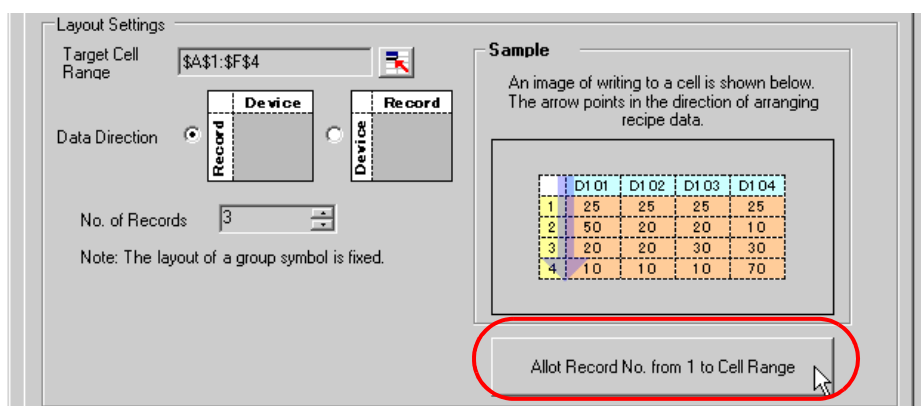 Layout Settings
Target Cell
Range
$A$1:$F$4
Data Direction
Device
Record
Record
Device
No. of Records
3
Note: The layout of a group symbol is fixed.
Sample
An image of writing to a cell is shown below.
The arrow points in the direction of arranging
recipe data.
D101 D102 D103 D104
1 25 25 25 25
2 50 20 20 10
3 20 20 30 30
4 10 10 10 70
Allot Record No. from 1 to Cell Range